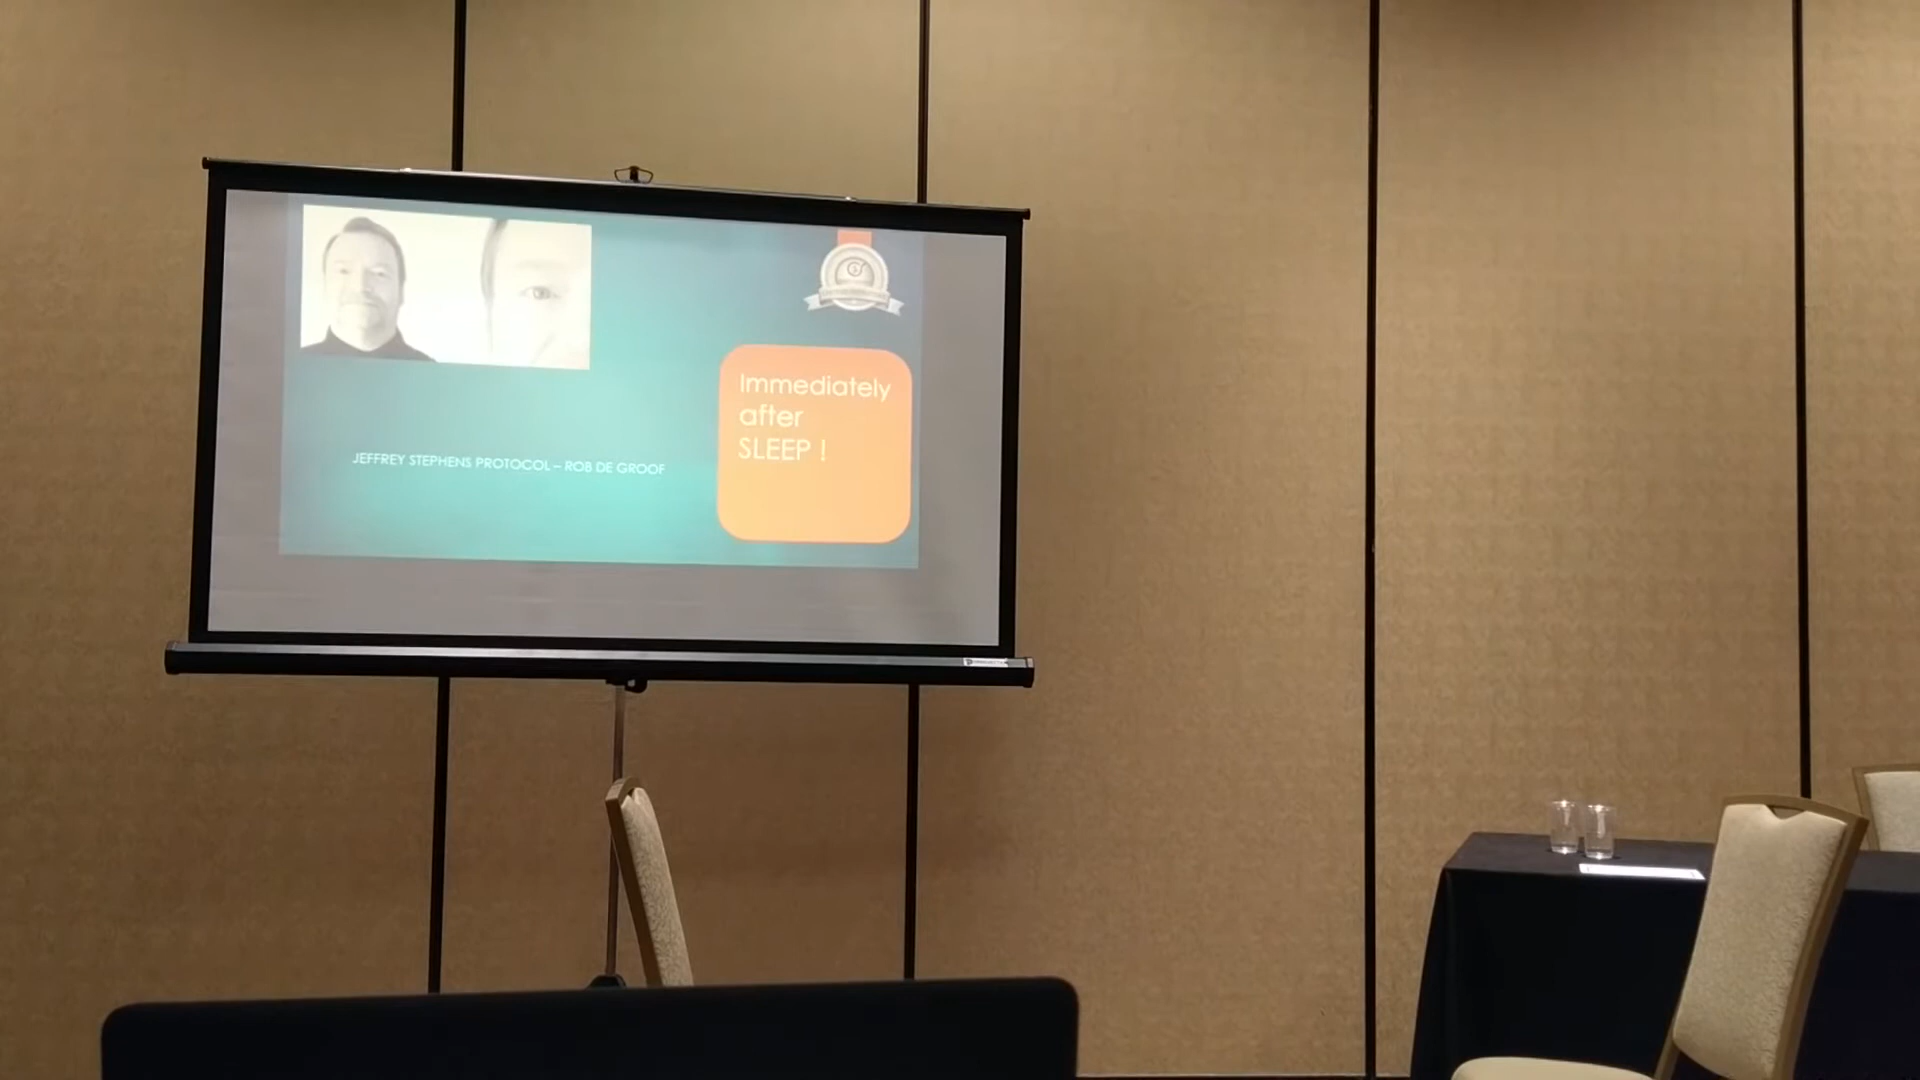 Immediately
after
SLEEP !
JEFFREY STEPHENS PROTOCOL – ROB DE GROOF